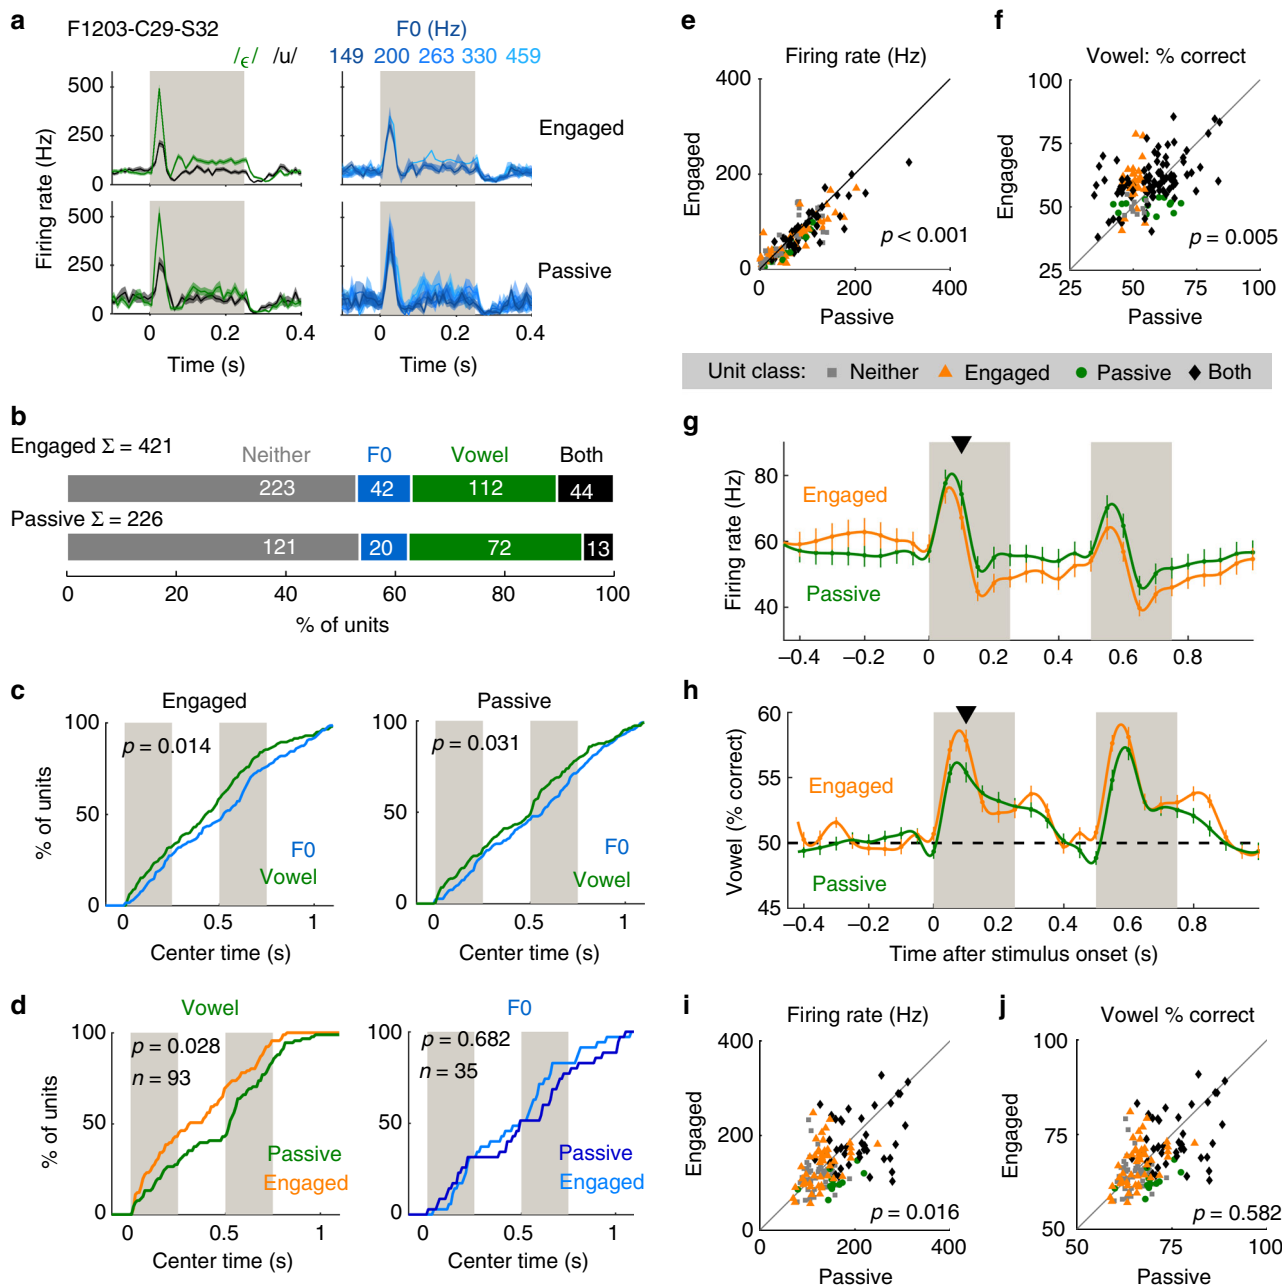 a
F1203-C29-S32
/ϵ/ /u/
F0 (Hz)
149 200 263 330 459
500
250
0
Firing rate (Hz)
Engaged
500
250
0
Passive
0 0.2 0.4
Time (s)
0 0.2 0.4
Time (s)
b
Engaged Σ = 421
Neither F0 Vowel Both
223 42 112 44
Passive Σ = 226
121 20 72 13
0 20 40 60 80 100
% of units
c
Engaged
100
50
0
% of units
p = 0.014
F0
Vowel
0 0.5 1
Center time (s)
Passive
100
50
0
p = 0.031
F0
Vowel
0 0.5 1
Center time (s)
d
Vowel
100
50
0
% of units
p = 0.028
n = 93
Passive
Engaged
0 0.5 1
Center time (s)
F0
100
50
0
p = 0.682
n = 35
Passive
Engaged
0 0.5 1
Center time (s)
e
Firing rate (Hz)
400
200
0
Engaged
p < 0.001
0 200 400
Passive
f
Vowel: % correct
100
75
50
25
Engaged
p = 0.005
25 50 75 100
Passive
Unit class: Neither Engaged Passive Both
g
80
60
40
Firing rate (Hz)
Engaged
Passive
−0.4 −0.2 0 0.2 0.4 0.6 0.8
h
60
55
50
45
Vowel (% correct)
Engaged
Passive
−0.4 −0.2 0 0.2 0.4 0.6 0.8
Time after stimulus onset (s)
i
Firing rate (Hz)
400
200
0
Engaged
p = 0.016
0 200 400
Passive
j
Vowel % correct
100
75
50
Engaged
p = 0.582
50 75 100
Passive